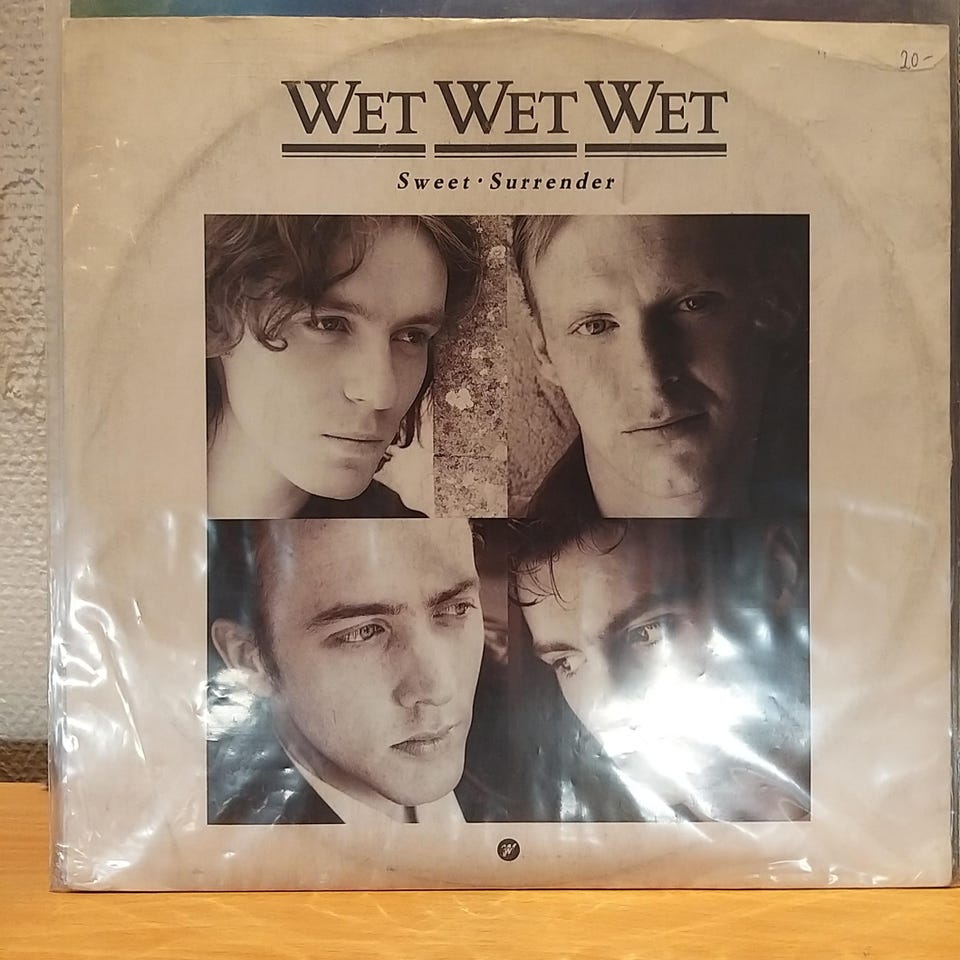 20-
WET WET WET
Sweet · Surrender
W